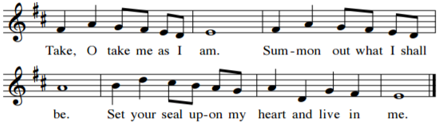 Take, O take me as I am. Sum-mon out what I shall
be. Set your seal up-on my heart and live in me.